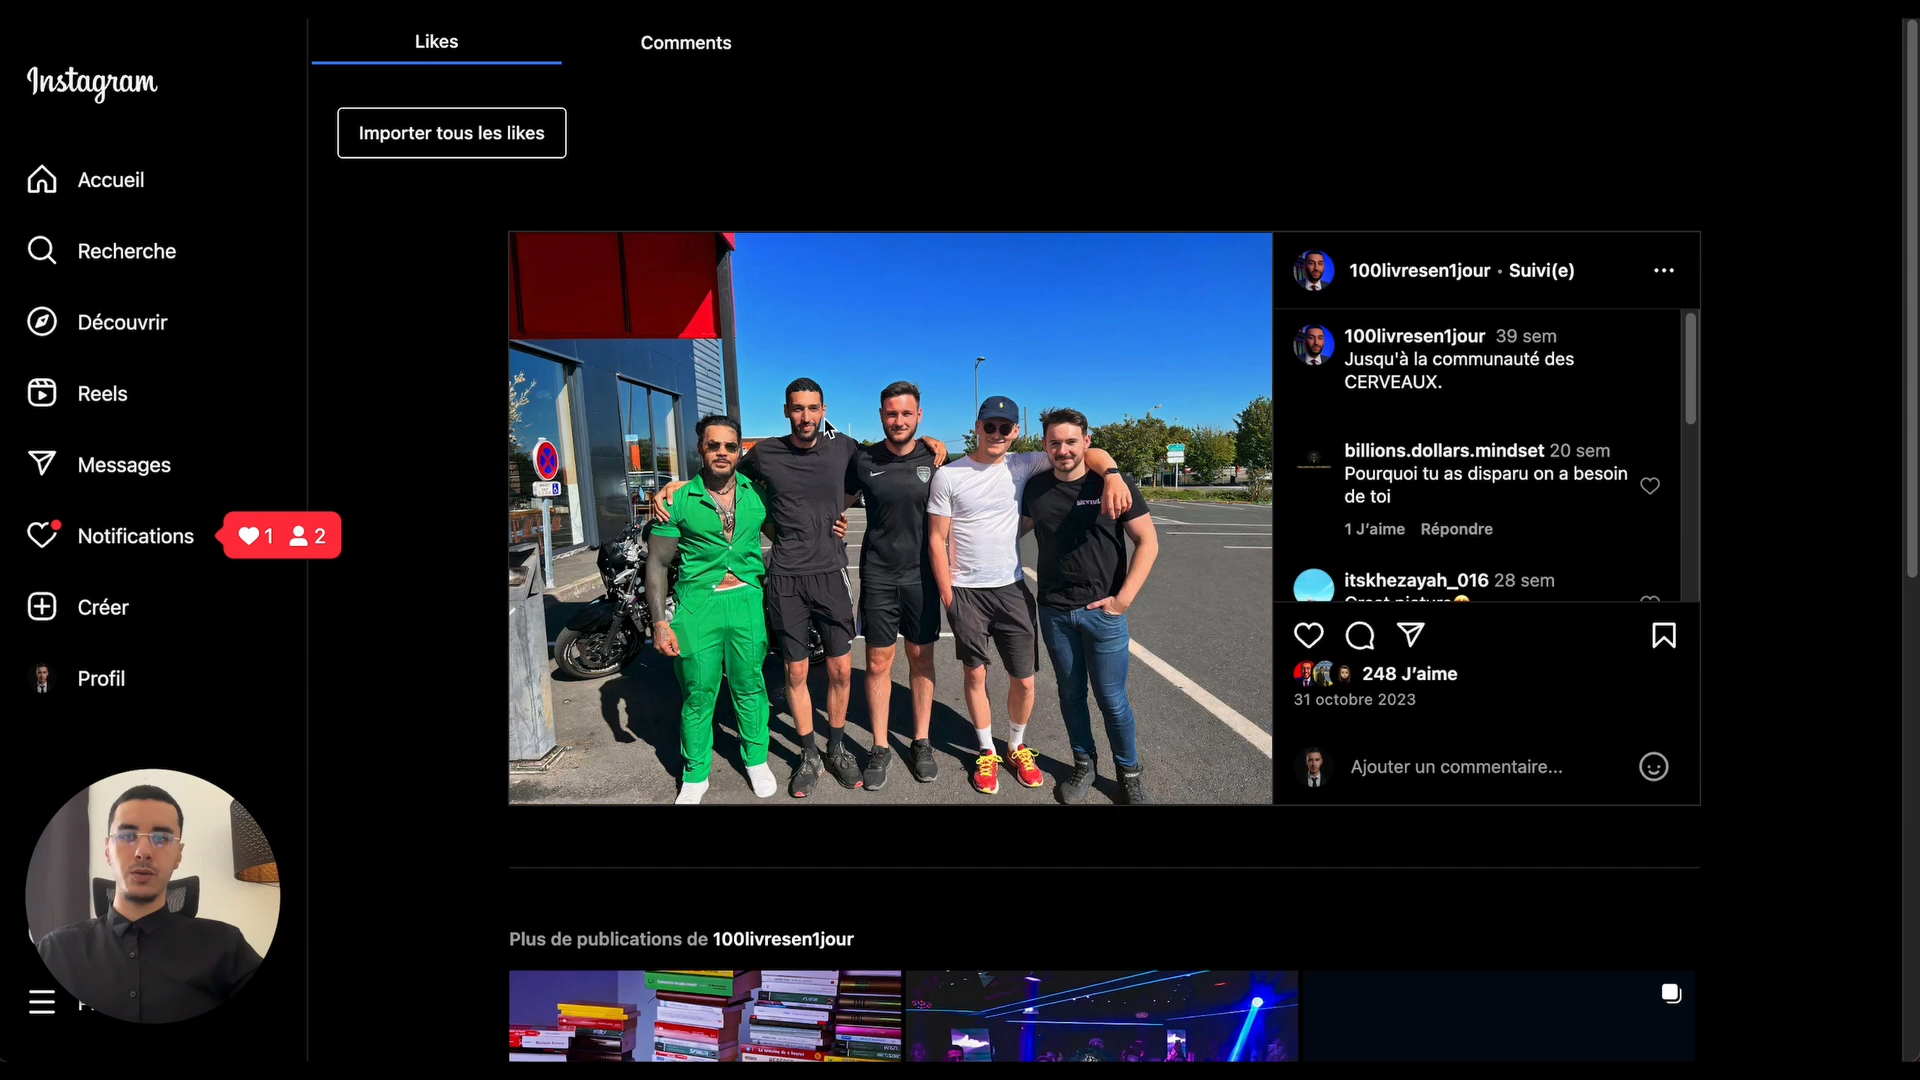 Likes
Comments
Instagram
Importer tous les likes
Accueil
Recherche
Découvrir
Reels
Messages
Notifications
1
2
Créer
Profil
100livresen1jour • Suivi(e)
100livresen1jour 39 sem
Jusqu'à la communauté des
CERVEAUX.
billions.dollars.mindset 20 sem
Pourquoi tu as disparu on a besoin
de toi
1 J'aime Répondre
itskhezayah_016 28 sem
248 J'aime
31 octobre 2023
Ajouter un commentaire...
Plus de publications de 100livresen1jour